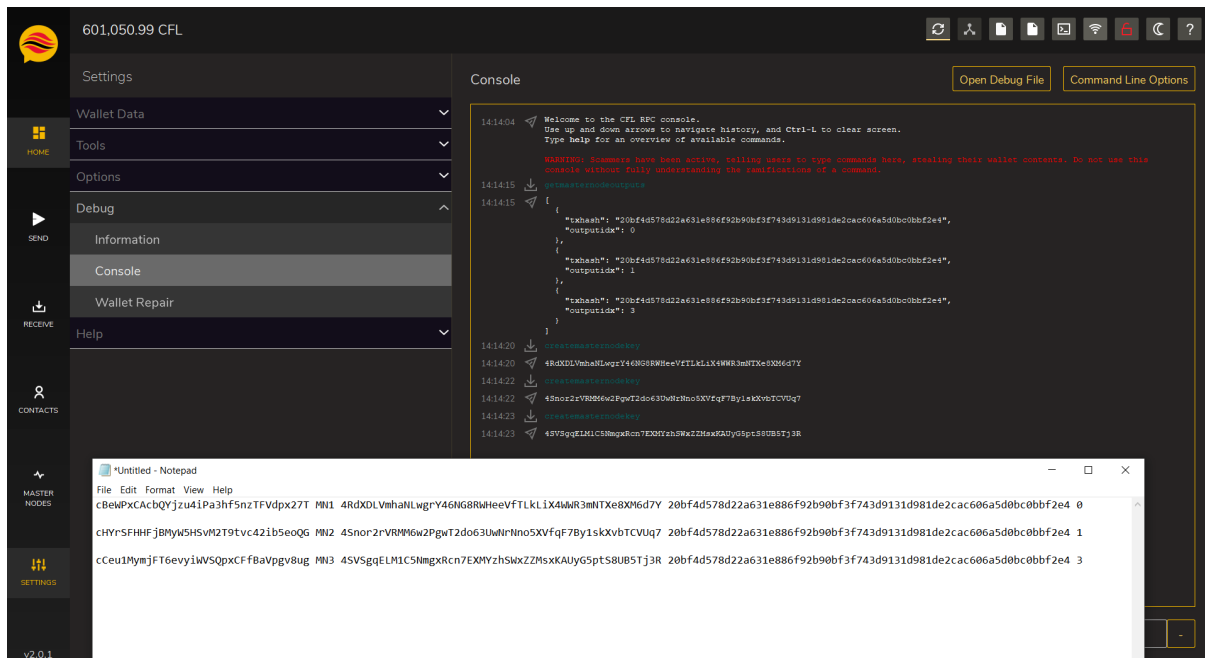 601,050.99 CFL
?
Settings
Console
Open Debug File
Command Line Options
Wallet Data
Tools
Options
Debug
Information
Console
Wallet Repair
Help
HOME
SEND
RECEIVE
CONTACTS
MASTER
NODES
SETTINGS
v2.0.1
14:14:04 Welcome to the CFL RPC console.
Use up and down arrows to navigate history, and Ctrl-L to clear screen.
Type help for an overview of available commands.
WARNING: Scammers have been active, telling users to type commands here, stealing their wallet contents. Do not use this
console without fully understanding the ramifications of a command.
14:14:15 getmasternodeoutputs
14:14:15 [
{
"txhash": "20bf4d578d22a631e886f92b90bf3f743d9131d981de2cac606a5d0bc0bbf2e4",
"outputidx": 0
},
{
"txhash": "20bf4d578d22a631e886f92b90bf3f743d9131d981de2cac606a5d0bc0bbf2e4",
"outputidx": 1
},
{
"txhash": "20bf4d578d22a631e886f92b90bf3f743d9131d981de2cac606a5d0bc0bbf2e4",
"outputidx": 3
}
]
14:14:20 createmasternodekey
14:14:20 4RdXDLVmhaNLwgrY46NG8RWHeeVfTLkLiX4WWR3mNTXe8XM6d7Y
14:14:22 createmasternodekey
14:14:22 4Snor2rVRMM6w2PgwT2do63UwNrNno5XVfqF7By1skXvbTCVUq7
14:14:23 createmasternodekey
14:14:23 4SVSgqELM1C5NmgxRcn7EXMYzhSWxZZMsxKAUyG5ptS8UB5Tj3R
*Untitled - Notepad
File Edit Format View Help
cBeWPxCAcbQYjzu4iPa3hf5nzTFVdpx27T MN1 4RdXDLVmhaNLwgrY46NG8RWHeeVfTLkLiX4WWR3mNTXe8XM6d7Y 20bf4d578d22a631e886f92b90bf3f743d9131d981de2cac606a5d0bc0bbf2e4 0
cHYrSFHHFjBMyW5HSvM2T9tvc42ib5eoQG MN2 4Snor2rVRMM6w2PgwT2do63UwNrNno5XVfqF7By1skXvbTCVUq7 20bf4d578d22a631e886f92b90bf3f743d9131d981de2cac606a5d0bc0bbf2e4 1
cCeu1MymjFT6evyiWVSQpxCFfBaVpgv8ug MN3 4SVSgqELM1C5NmgxRcn7EXMYzhSWxZZMsxKAUyG5ptS8UB5Tj3R 20bf4d578d22a631e886f92b90bf3f743d9131d981de2cac606a5d0bc0bbf2e4 3